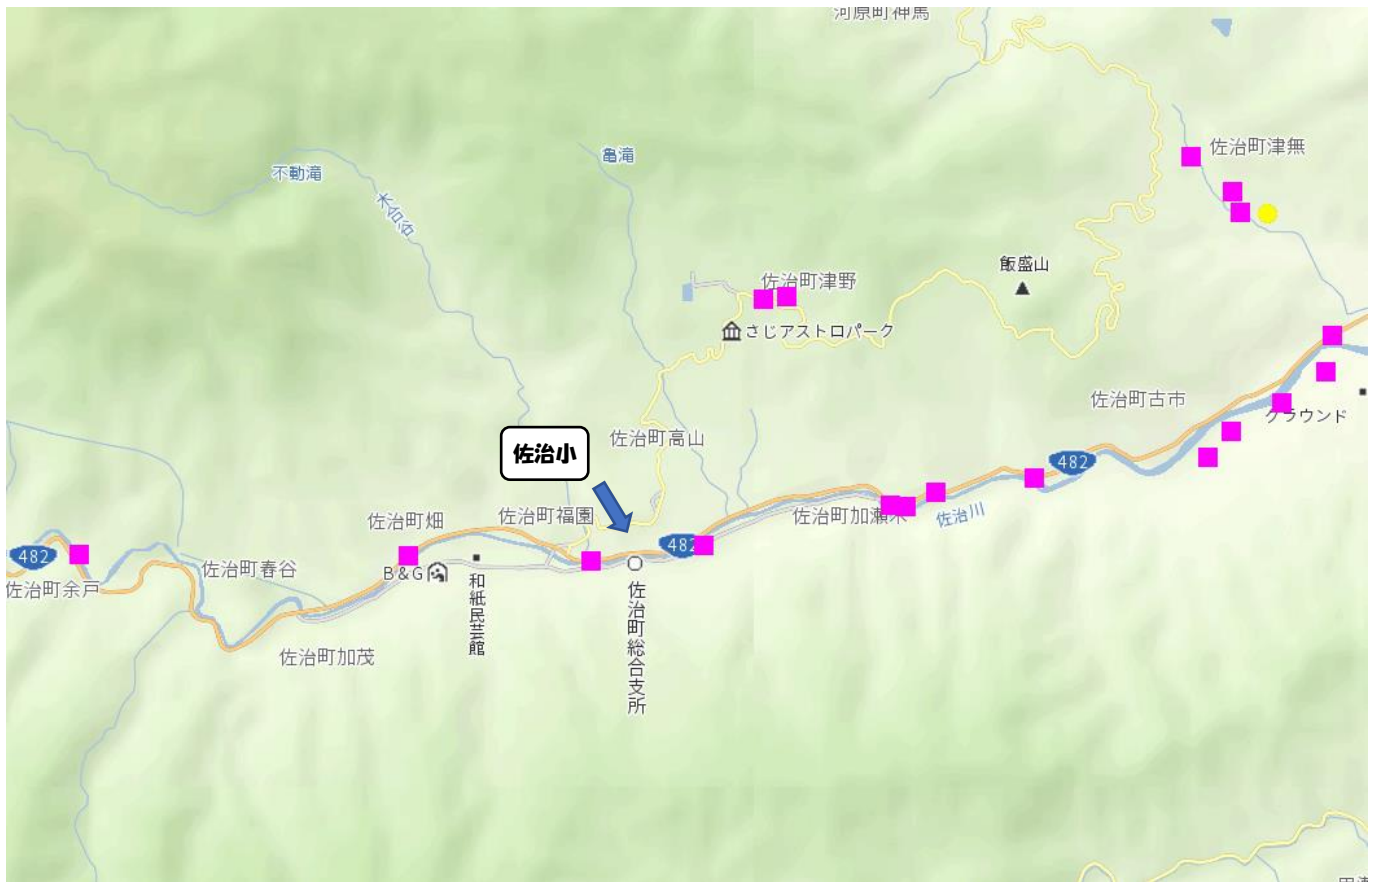 河原町神馬
佐治町津無
亀滝
不動滝
木合谷
飯盛山
佐治町津野
さじアストロパーク
佐治町古市
グラウンド
佐治町高山
佐治小
482
佐治町加瀬木
佐治川
佐治町福園
佐治町畑
482
482
佐治町春谷
B&G
佐治町余戸
和紙民芸館
佐治町総合支所
佐治町加茂